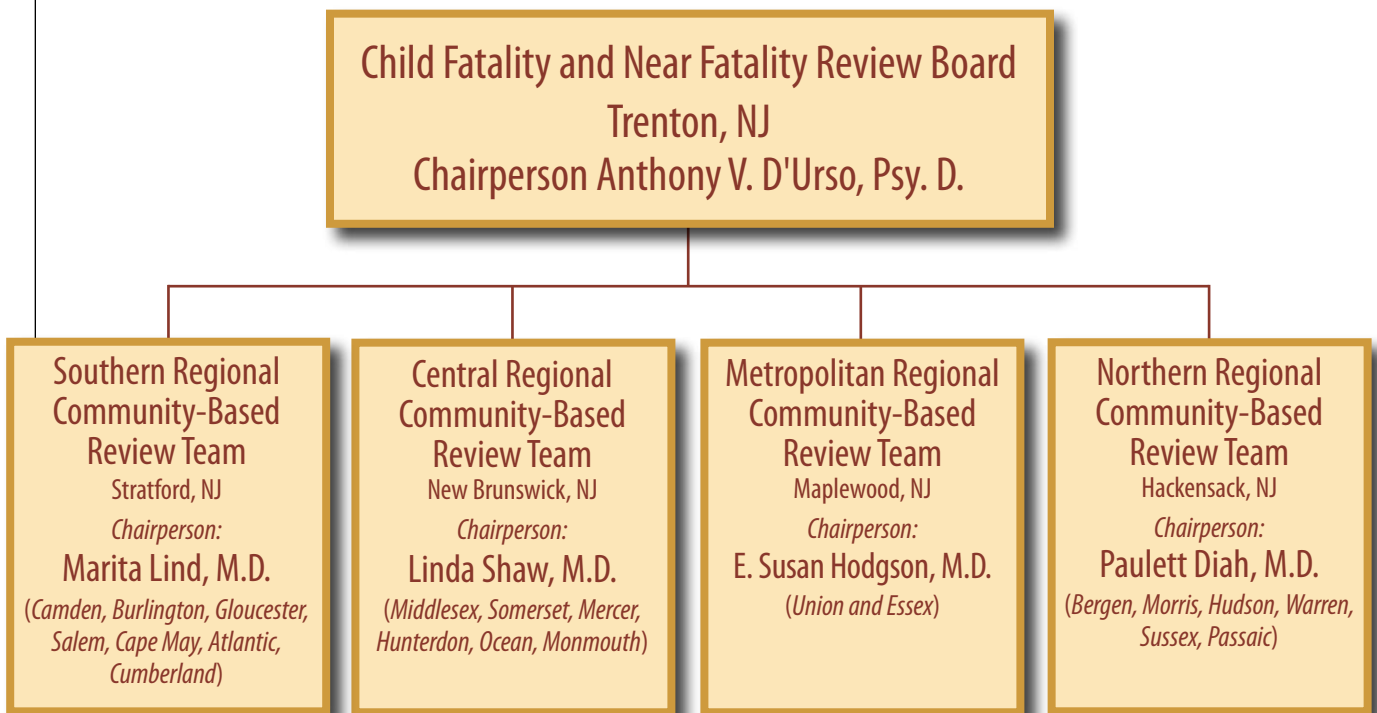 Child Fatality and Near Fatality Review Board
Trenton, NJ
Chairperson Anthony V. D'Urso, Psy. D.
Southern Regional
Community-Based
Review Team
Stratford, NJ
Chairperson:
Marita Lind, M.D.
(Camden, Burlington, Gloucester,
Salem, Cape May, Atlantic,
Cumberland)
Central Regional
Community-Based
Review Team
New Brunswick, NJ
Chairperson:
Linda Shaw, M.D.
(Middlesex, Somerset, Mercer,
Hunterdon, Ocean, Monmouth)
Metropolitan Regional
Community-Based
Review Team
Maplewood, NJ
Chairperson:
E. Susan Hodgson, M.D.
(Union and Essex)
Northern Regional
Community-Based
Review Team
Hackensack, NJ
Chairperson:
Paulett Diah, M.D.
(Bergen, Morris, Hudson, Warren,
Sussex, Passaic)